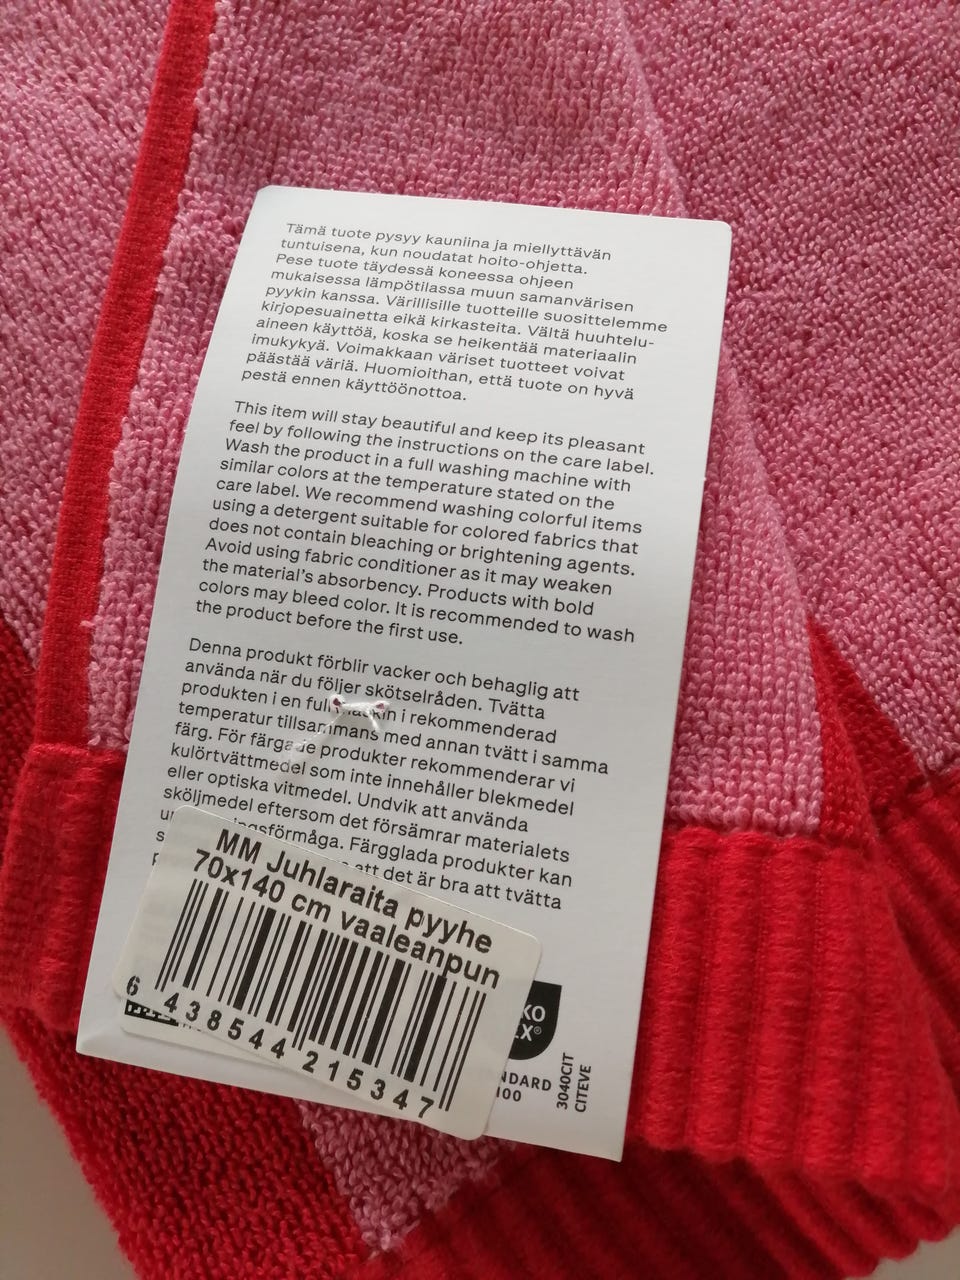 Tämä tuote pysyy kauniina ja miellyttävän
tuntuisena, kun noudatat hoito-ohjetta.
Pese tuote täydessä koneessa ohjeen
mukaisessa lämpötilassa muun samanvärisen
pyykin kanssa. Värillisille tuotteille suosittelemme
kirjopesuainetta eikä kirkasteita. Vältä huuhtelu-
aineen käyttöä, koska se heikentää materiaalin
imukykyä. Voimakkaan väriset tuotteet voivat
päästää väriä. Huomioithan, että tuote on hyvä
pestä ennen käyttöönottoa.
This item will stay beautiful and keep its pleasant
feel by following the instructions on the care label.
Wash the product in a full washing machine with
similar colors at the temperature stated on the
care label. We recommend washing colorful items
using a detergent suitable for colored fabrics that
does not contain bleaching or brightening agents.
Avoid using fabric conditioner as it may weaken
the material's absorbency. Products with bold
colors may bleed color. It is recommended to wash
the product before the first use.
Denna produkt förblir vacker och behaglig att
använda när du följer skötselråden. Tvätta
produkten i en full maskin i rekommenderad
temperatur tillsammans med annan tvätt i samma
färg. För färgade produkter rekommenderar vi
kulörtvättmedel som inte innehåller blekmedel
eller optiska vitmedel. Undvik att använda
sköljmedel eftersom det försämrar materialets
ingsförmåga. Färgglada produkter kan
att det är bra att tvätta
MM Juhlaraita pyyhe
70x140 cm vaaleanpun
6 438544 215347
KO
EX®
NDARD
100
3040CIT
CITEVE